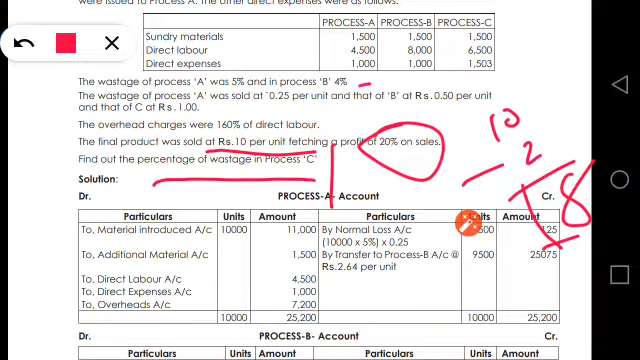 were issued to Process A. The other direct expenses were as follows.
PROCESS-A PROCESS-B PROCESS-C
Sundry materials 1,500 1,500 1,500
Direct labour 4,500 8,000 6,500
Direct expenses 1,000 1,000 1,503
The wastage of process ‘A’ was 5% and in process ‘B’ 4%
The wastage of process ‘A’ was sold at `0.25 per unit and that of ‘B’ at Rs.0.50 per unit
and that of C at Rs.1.00.
The overhead charges were 160% of direct labour.
The final product was sold at Rs.10 per unit fetching a profit of 20% on sales.
Find out the percentage of wastage in Process ‘C’
10
2
8
Solution:
Dr. PROCESS-A- Account Cr.
Particulars Units Amount Particulars Units Amount
To, Material introduced A/c 10000 11,000 By Normal Loss A/c 500 125
(10000 x 5%) x 0.25
To, Additional Material A/c 1,500 By Transfer to Process-B A/c @ 9500 25075
Rs.2.64 per unit
To, Direct Labour A/c 4,500
To, Direct Expenses A/c 1,000
To, Overheads A/c 7,200
10000 25,200 10000 25,200
Dr. PROCESS-B- Account Cr.
Particulars Units Amount Particulars Units Amount